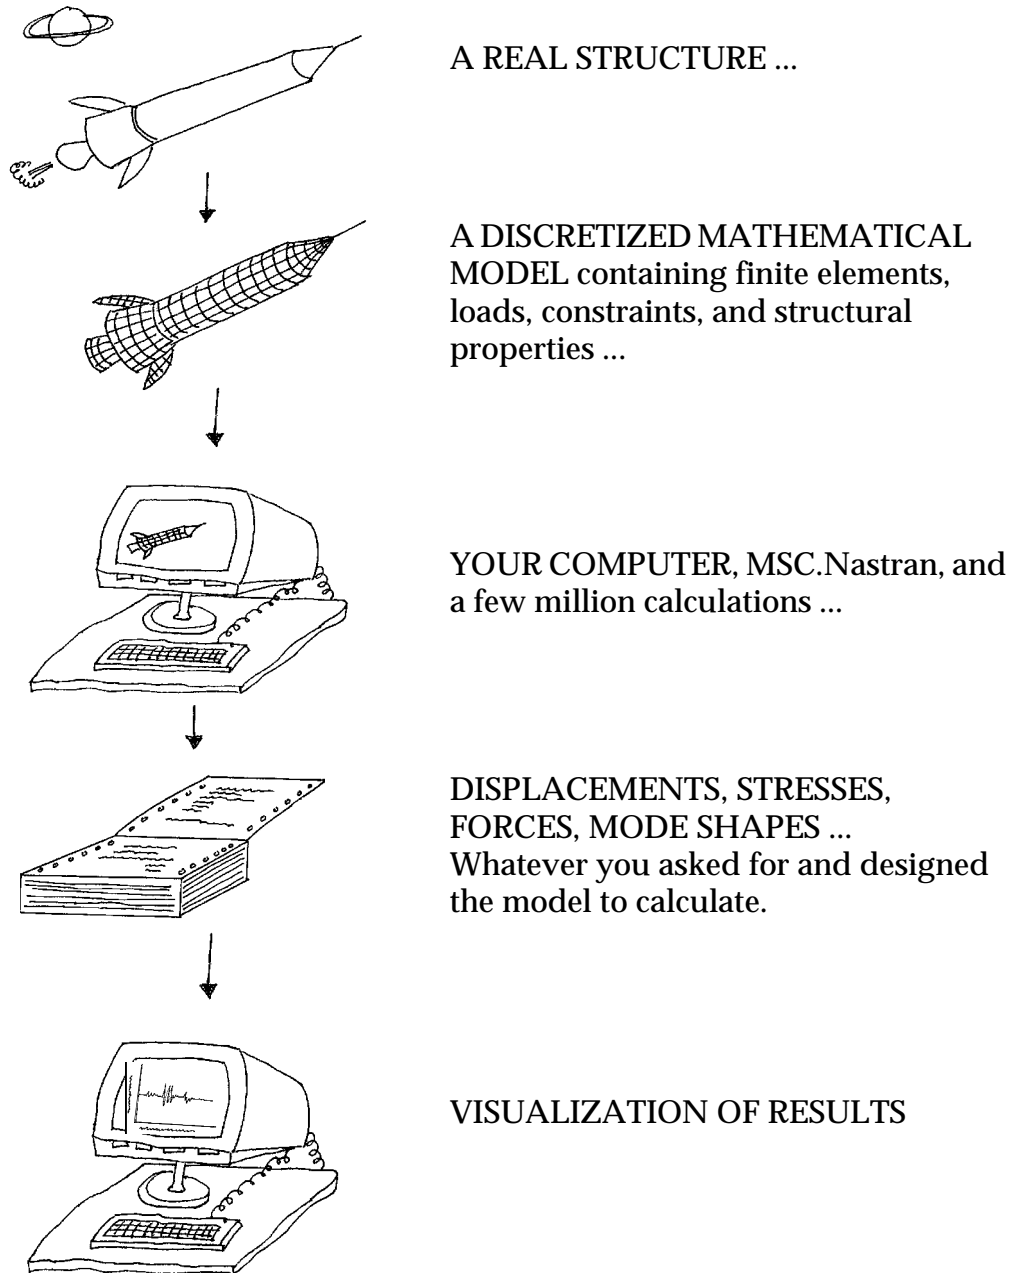 A REAL STRUCTURE ...
A DISCRETIZED MATHEMATICAL
MODEL containing finite elements,
loads, constraints, and structural
properties ...
YOUR COMPUTER, MSC.Nastran, and
a few million calculations ...
DISPLACEMENTS, STRESSES,
FORCES, MODE SHAPES ...
Whatever you asked for and designed
the model to calculate.
VISUALIZATION OF RESULTS